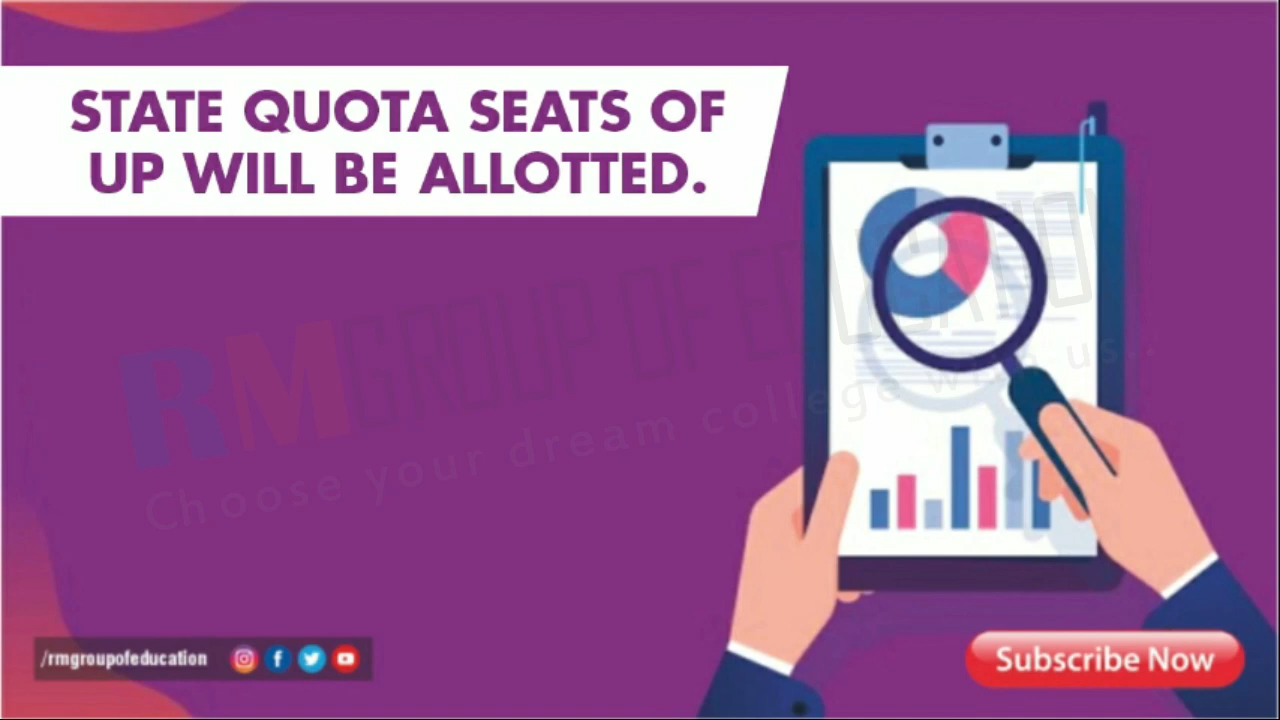 STATE QUOTA SEATS OF
UP WILL BE ALLOTTED.
RMGROUP OF EDUCATIO
Choose your dream college with us..
/rmgroupofeducation
Subscribe Now